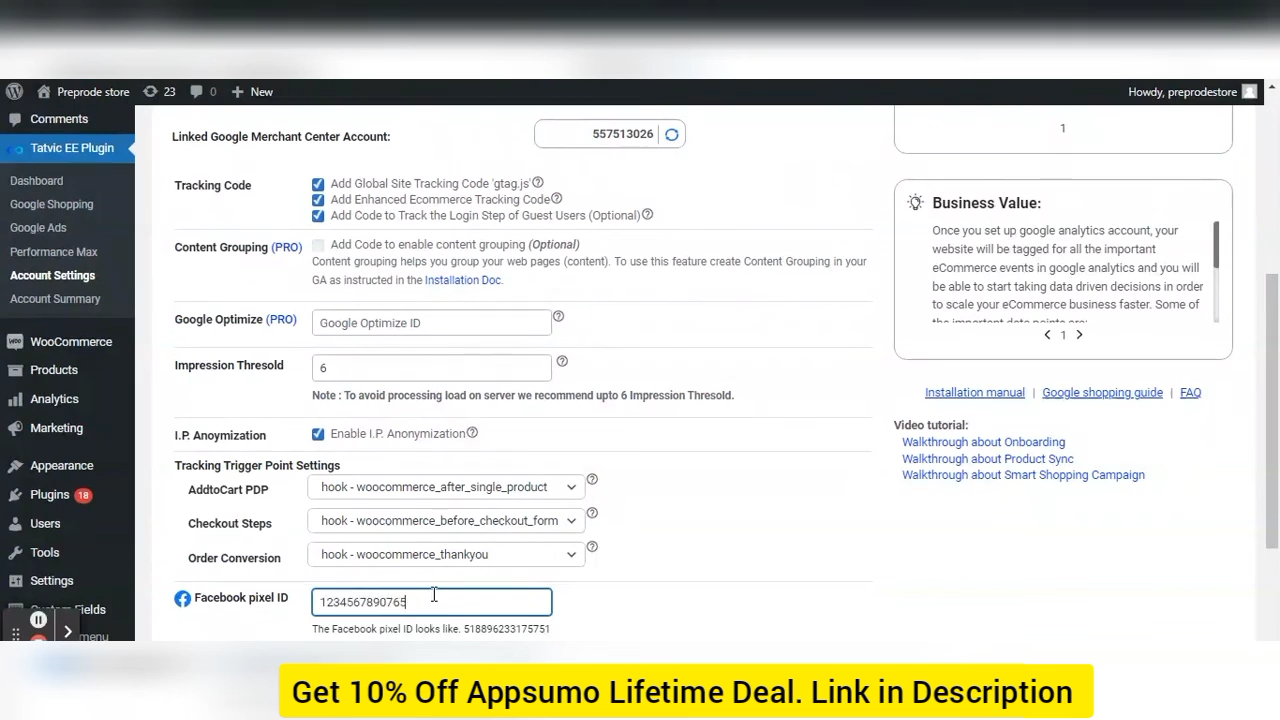 Preprode store 23 0 New Howdy, preprodestore
Comments
Tatvic EE Plugin
Dashboard
Google Shopping
Google Ads
Performance Max
Account Settings
Account Summary
WooCommerce
Products
Analytics
Marketing
Appearance
Plugins 18
Users
Tools
Settings
Fields
menu
Linked Google Merchant Center Account: 557513026
Tracking Code
Add Global Site Tracking Code 'gtag.js'
Add Enhanced Ecommerce Tracking Code
Add Code to Track the Login Step of Guest Users (Optional)
Content Grouping (PRO) Add Code to enable content grouping (Optional)
Content grouping helps you group your web pages (content). To use this feature create Content Grouping in your
GA as instructed in the Installation Doc.
Google Optimize (PRO) Google Optimize ID
Impression Thresold 6
Note : To avoid processing load on server we recommend upto 6 Impression Thresold.
I.P. Anoymization Enable I.P. Anonymization
Tracking Trigger Point Settings
AddtoCart PDP hook - woocommerce_after_single_product
Checkout Steps hook - woocommerce_before_checkout_form
Order Conversion hook - woocommerce_thankyou
Facebook pixel ID 1234567890765
The Facebook pixel ID looks like. 518896233175751
1
Business Value:
Once you set up google analytics account, your
website will be tagged for all the important
eCommerce events in google analytics and you will
be able to start taking data driven decisions in order
to scale your eCommerce business faster. Some of
the important data points are:
< 1 >
Installation manual | Google shopping guide | FAQ
Video tutorial:
Walkthrough about Onboarding
Walkthrough about Product Sync
Walkthrough about Smart Shopping Campaign
Get 10% Off Appsumo Lifetime Deal. Link in Description